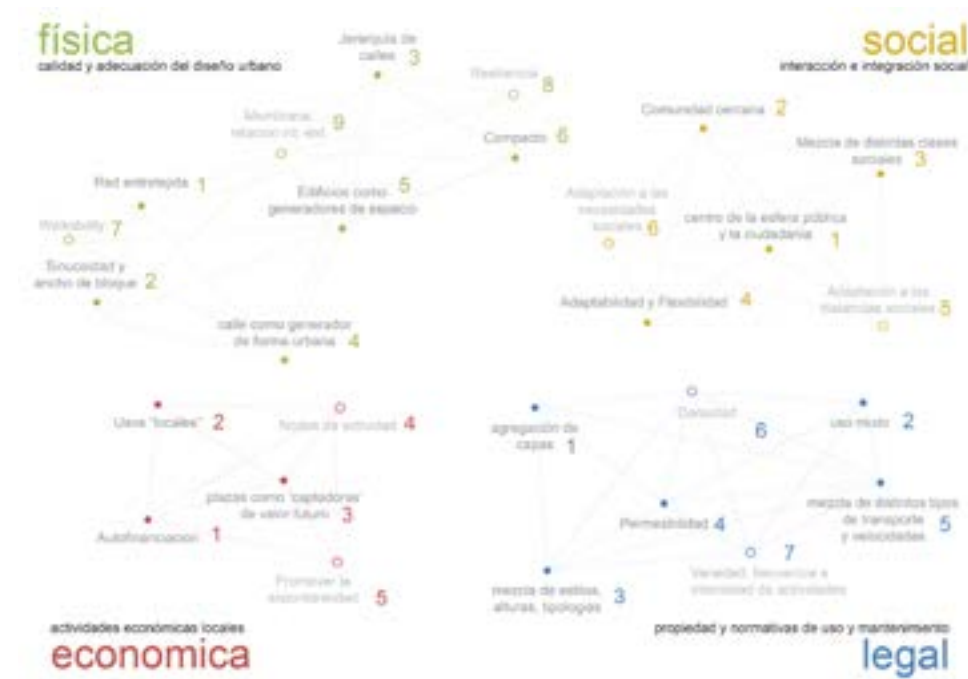 física
calidad y adecuación del diseño urbano
Jerarquía de
calles 3
Resiliencia 8
Membrana:
relacion int.-ext. 9
Compacto 6
Red entretejida 1
Edificios como 5
generadores de espacio
Walkability 7
Sinuosidad y
ancho de bloque 2
calle como generador
de forma urbana 4
social
interacción e integración social
Comunidad cercana 2
Mezcla de distintas clases
sociales 3
Adaptación a las
necesidades
sociales 6
centro de la esfera pública
y la ciudadania 1
Adaptabilidad y Flexibilidad 4
Adaptación a las
distancias sociales 5
Usos "locales" 2
Nodos de actividad 4
plazas como 'captadoras'
de valor futuro 3
Autofinanciación 1
Promover la
espontaneidad 5
actividades económicas locales
economica
agregación de
capas 1
Densidad
6
uso mixto 2
Permeabilidad 4
mezcla de distintos tipos
de transporte
y velocidades 5
7
Variedad, frecuencia e
intensidad de actividades
mezcla de estilos,
alturas, tipologías 3
propiedad y normativas de uso y mantenimiento
legal